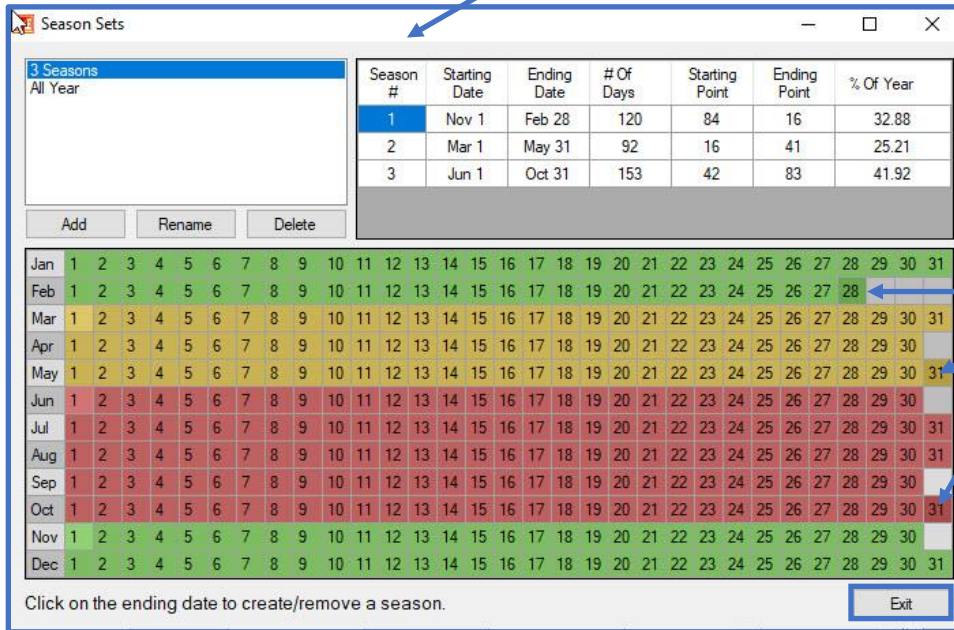 Season Sets
3 Seasons
All Year
Add Rename Delete
Season # Starting Date Ending Date # Of Days Starting Point Ending Point % Of Year
1 Nov 1 Feb 28 120 84 16 32.88
2 Mar 1 May 31 92 16 41 25.21
3 Jun 1 Oct 31 153 42 83 41.92
Jan 1 2 3 4 5 6 7 8 9 10 11 12 13 14 15 16 17 18 19 20 21 22 23 24 25 26 27 28 29 30 31
Feb 1 2 3 4 5 6 7 8 9 10 11 12 13 14 15 16 17 18 19 20 21 22 23 24 25 26 27 28
Mar 1 2 3 4 5 6 7 8 9 10 11 12 13 14 15 16 17 18 19 20 21 22 23 24 25 26 27 28 29 30 31
Apr 1 2 3 4 5 6 7 8 9 10 11 12 13 14 15 16 17 18 19 20 21 22 23 24 25 26 27 28 29 30
May 1 2 3 4 5 6 7 8 9 10 11 12 13 14 15 16 17 18 19 20 21 22 23 24 25 26 27 28 29 30 31
Jun 1 2 3 4 5 6 7 8 9 10 11 12 13 14 15 16 17 18 19 20 21 22 23 24 25 26 27 28 29 30
Jul 1 2 3 4 5 6 7 8 9 10 11 12 13 14 15 16 17 18 19 20 21 22 23 24 25 26 27 28 29 30 31
Aug 1 2 3 4 5 6 7 8 9 10 11 12 13 14 15 16 17 18 19 20 21 22 23 24 25 26 27 28 29 30 31
Sep 1 2 3 4 5 6 7 8 9 10 11 12 13 14 15 16 17 18 19 20 21 22 23 24 25 26 27 28 29 30
Oct 1 2 3 4 5 6 7 8 9 10 11 12 13 14 15 16 17 18 19 20 21 22 23 24 25 26 27 28 29 30 31
Nov 1 2 3 4 5 6 7 8 9 10 11 12 13 14 15 16 17 18 19 20 21 22 23 24 25 26 27 28 29 30
Dec 1 2 3 4 5 6 7 8 9 10 11 12 13 14 15 16 17 18 19 20 21 22 23 24 25 26 27 28 29 30 31
Click on the ending date to create/remove a season.
Exit